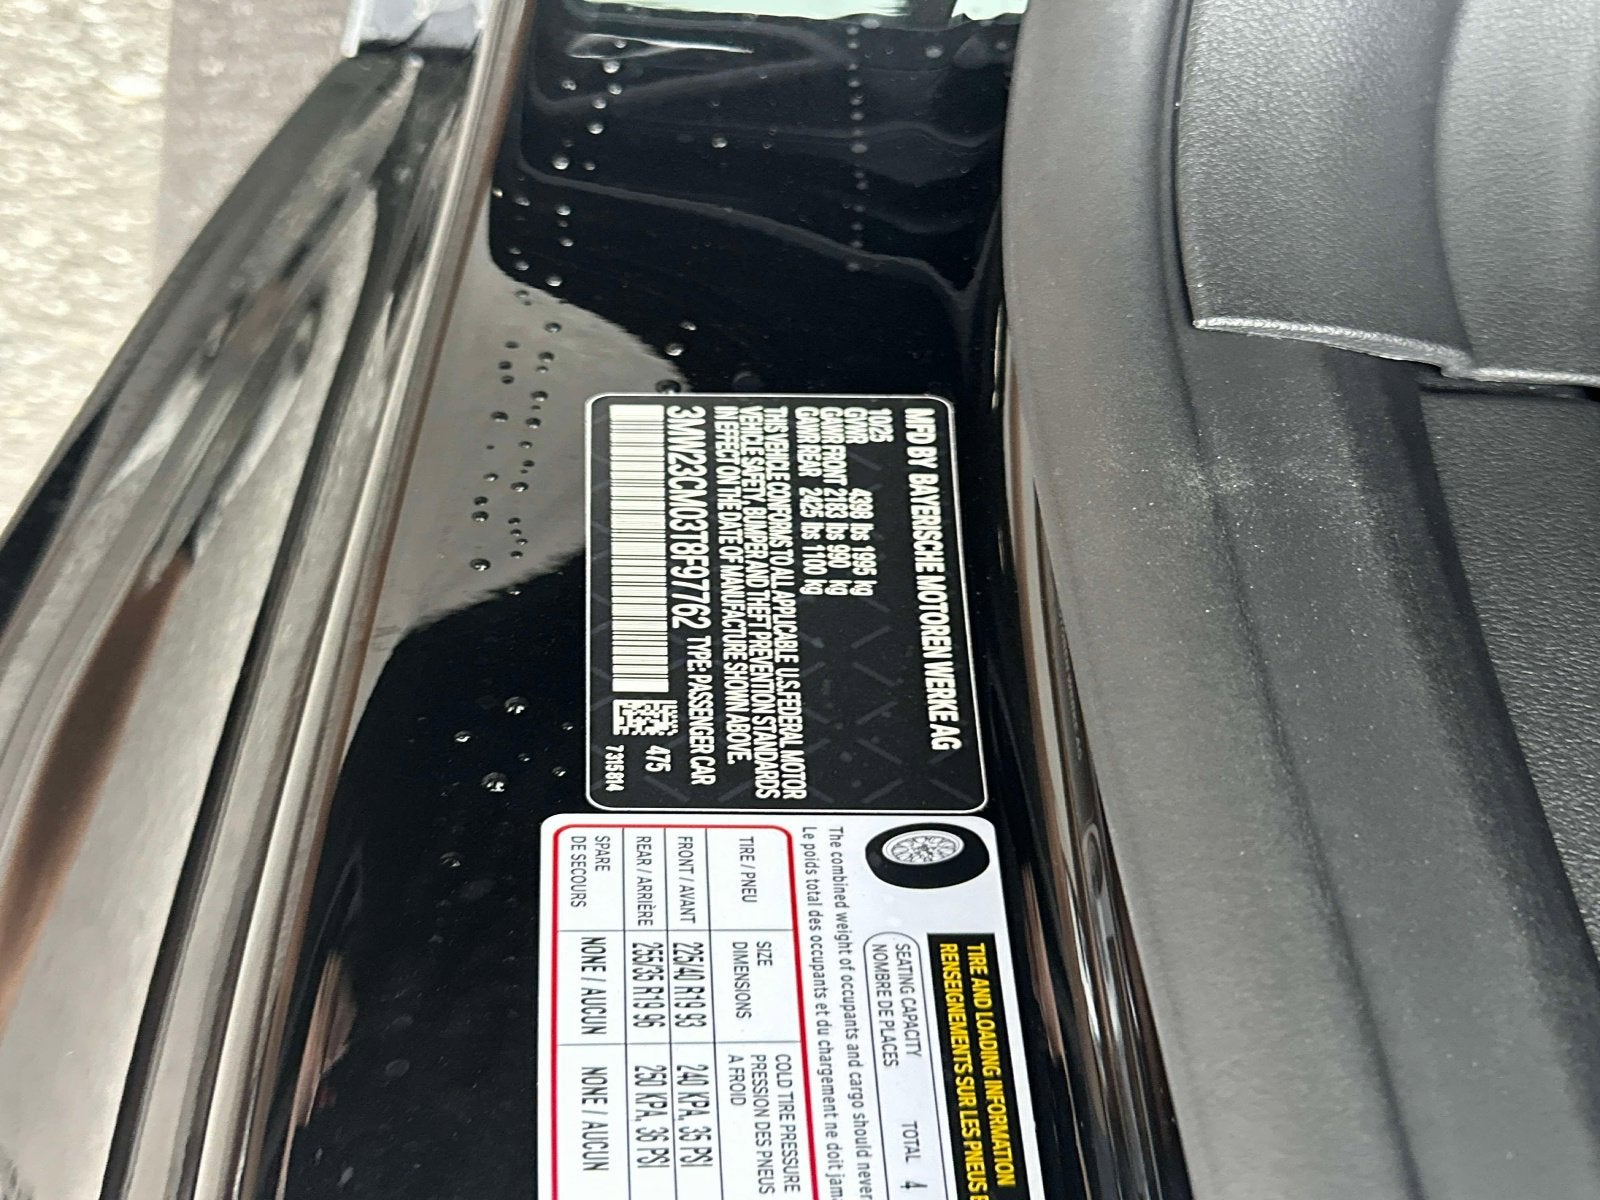 MFD BY BAYERISCHE MOTOREN WERKE AG
10/25
GVWR 4398 lbs 1995 kg
GAWR FRONT 2183 lbs 990 kg
GAWR REAR 2425 lbs 1100 kg
THIS VEHICLE CONFORMS TO ALL APPLICABLE U.S. FEDERAL MOTOR
VEHICLE SAFETY, BUMPER AND THEFT PREVENTION STANDARDS
IN EFFECT ON THE DATE OF MANUFACTURE SHOWN ABOVE.
3MW23CM03T8F97762 TYPE: PASSENGER CAR
475
7315814
TIRE AND LOADING INFORMATION
RENSEIGNEMENTS SUR LES PNEUS E
SEATING CAPACITY
NOMBRE DE PLACES
TOTAL 4
The combined weight of occupants and cargo should never
Le poids total des occupants et du chargement ne doit jama
TIRE / PNEU SIZE DIMENSIONS COLD TIRE PRESSURE PRESSION DES PNEUS A FROID
FRONT / AVANT 225/40 R19 93 240 KPA, 35 PSI
REAR / ARRIÈRE 255/35 R19 96 250 KPA, 36 PSI
SPARE DE SECOURS NONE / AUCUN NONE / AUCUN